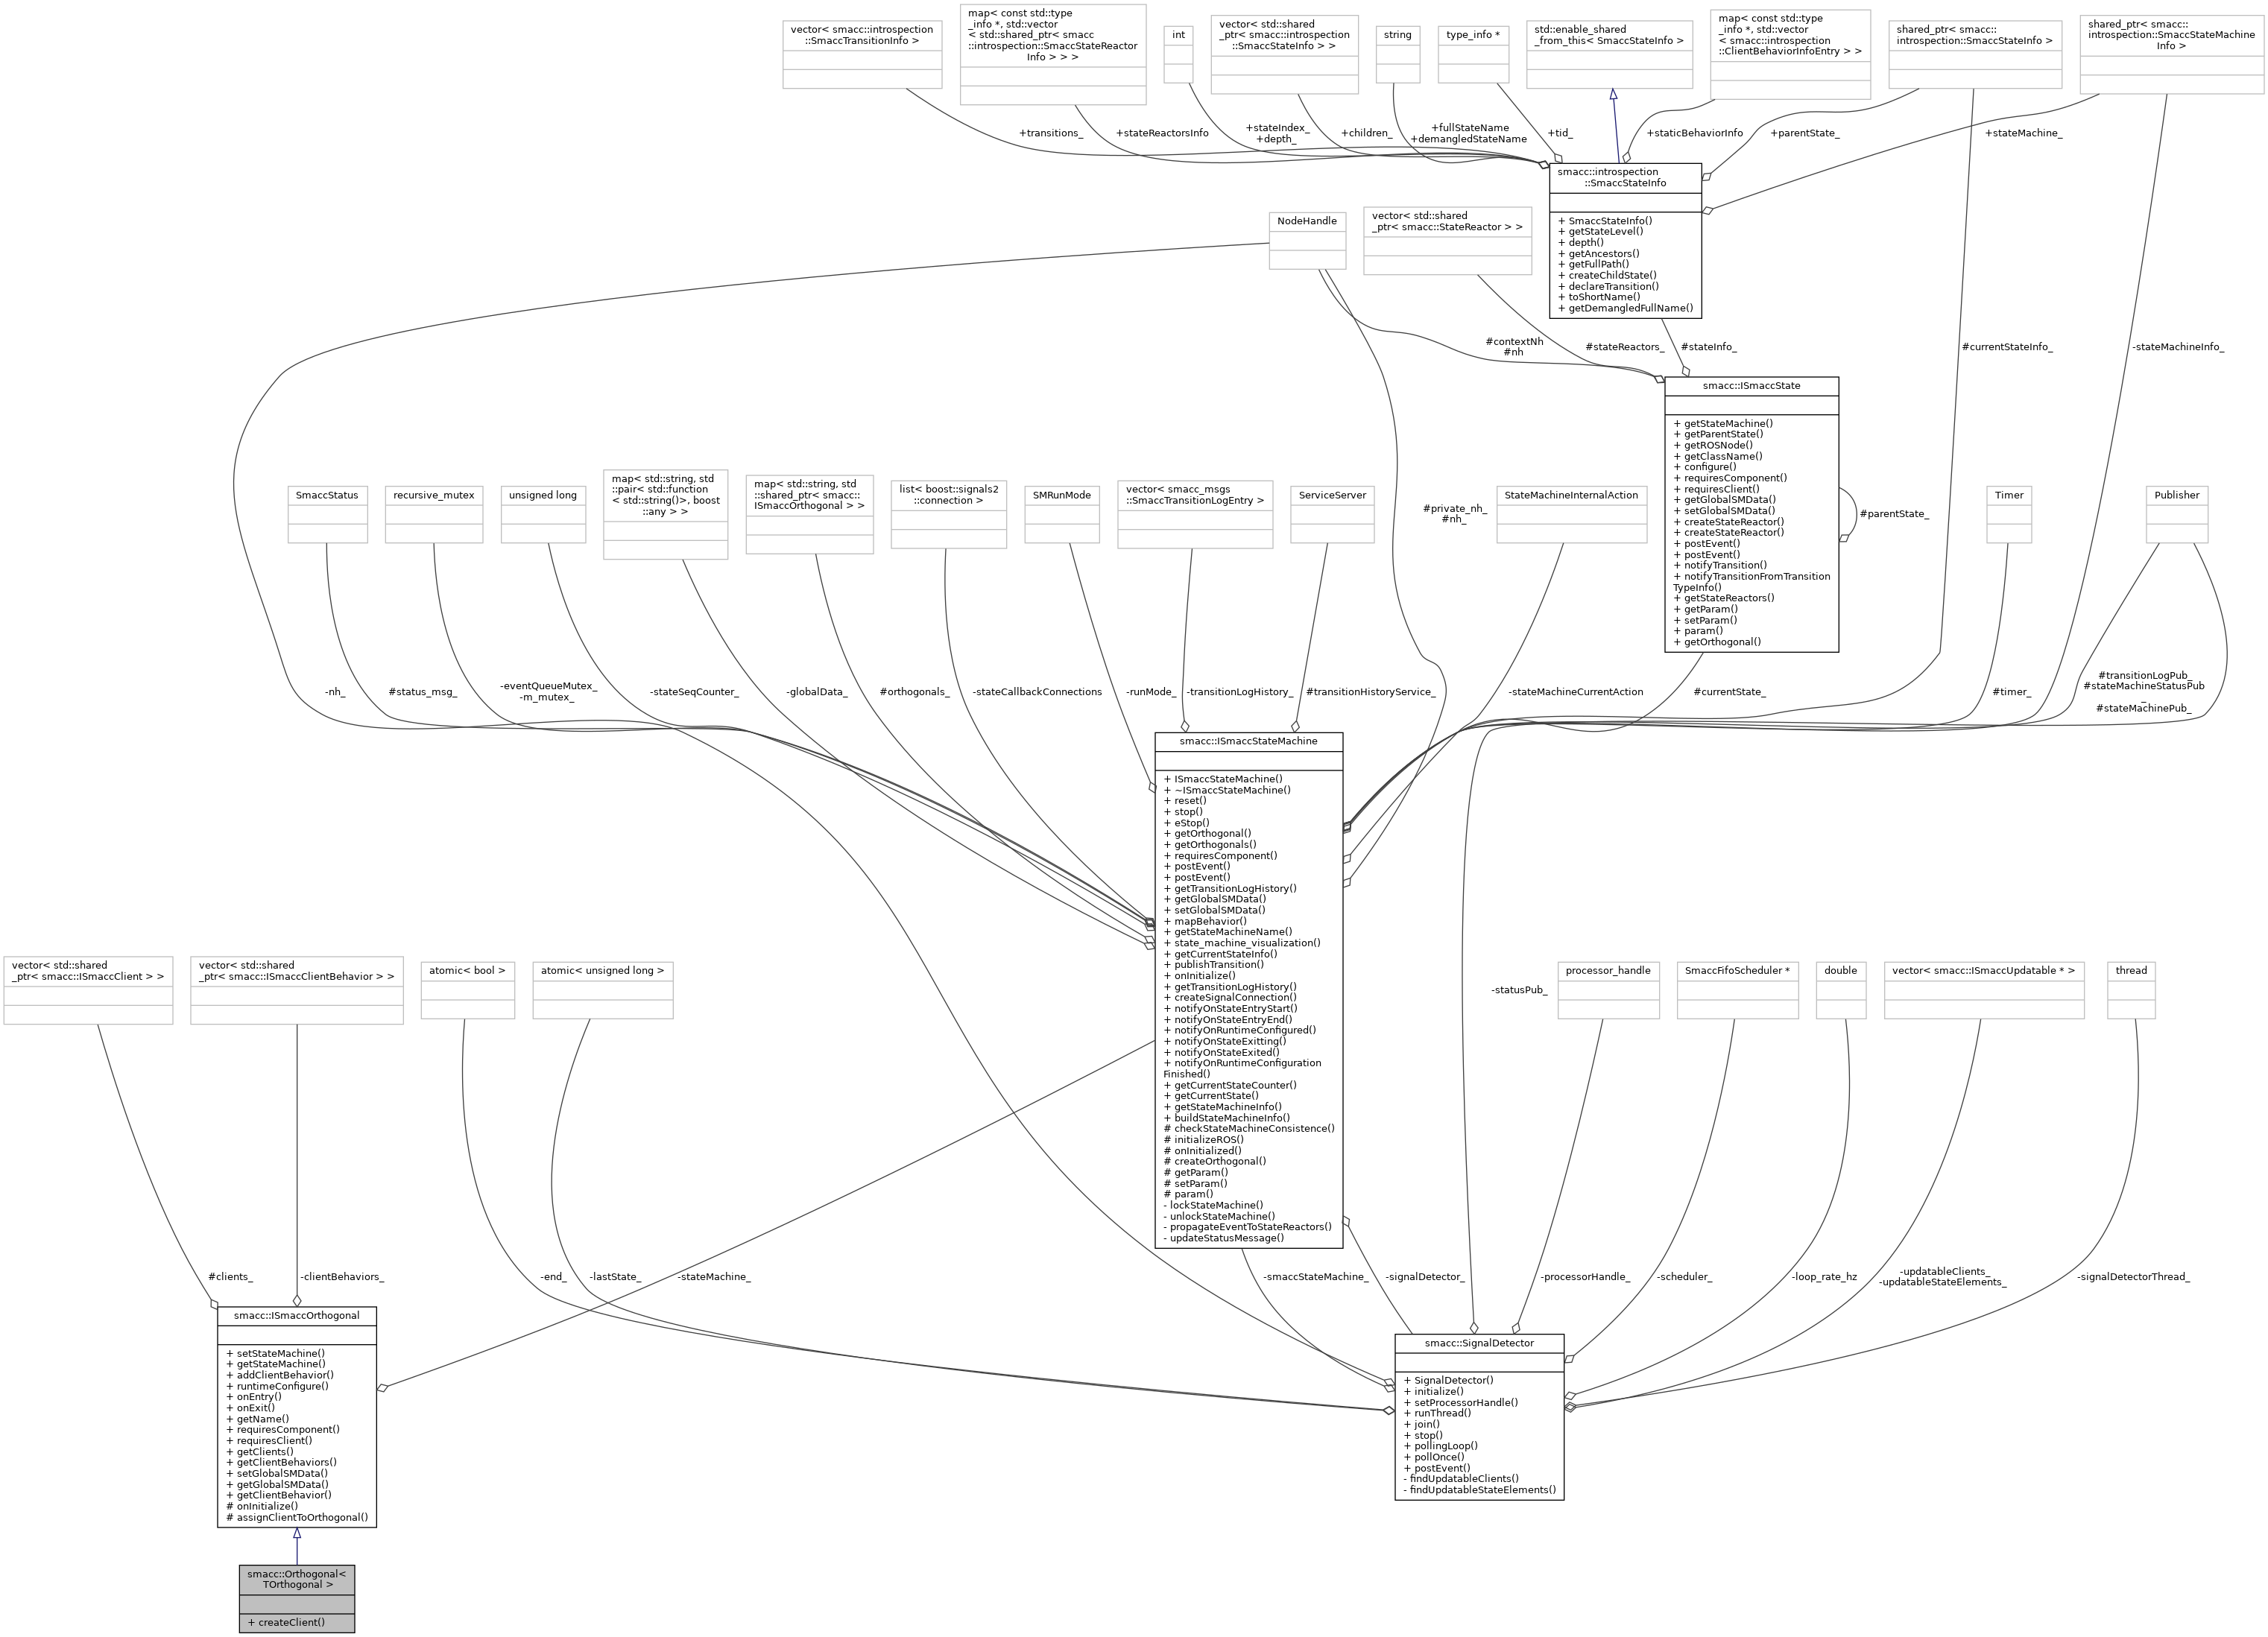 vector< smacc::introspection
::SmaccTransitionInfo >
map< const std::type
_info *, std::vector
< std::shared_ptr< smacc
::introspection::SmaccStateReactor
Info > > >
int
vector< std::shared
_ptr< smacc::introspection
::SmaccStateInfo > >
string
type_info *
std::enable_shared
_from_this< SmaccStateInfo >
map< const std::type
_info *, std::vector
< smacc::introspection
::ClientBehaviorInfoEntry > >
shared_ptr< smacc::
introspection::SmaccStateInfo >
shared_ptr< smacc::
introspection::SmaccStateMachine
Info >
+transitions_
+stateReactorsInfo
+stateIndex_
+depth_
+children_
+fullStateName
+demangledStateName
+tid_
+staticBehaviorInfo
+parentState_
+stateMachine_
smacc::introspection
::SmaccStateInfo
+ SmaccStateInfo()
+ getStateLevel()
+ depth()
+ getAncestors()
+ getFullPath()
+ createChildState()
+ declareTransition()
+ toShortName()
+ getDemangledFullName()
NodeHandle
vector< std::shared
_ptr< smacc::StateReactor > >
#contextNh
#nh
#stateReactors_
#stateInfo_
#currentStateInfo_
-stateMachineInfo_
smacc::ISmaccState
+ getStateMachine()
+ getParentState()
+ getROSNode()
+ getClassName()
+ configure()
+ requiresComponent()
+ requiresClient()
+ getGlobalSMData()
+ setGlobalSMData()
+ createStateReactor()
+ createStateReactor()
+ postEvent()
+ postEvent()
+ notifyTransition()
+ notifyTransitionFromTransition
TypeInfo()
+ getStateReactors()
+ getParam()
+ setParam()
+ param()
+ getOrthogonal()
#parentState_
SmaccStatus
recursive_mutex
unsigned long
map< std::string, std
::pair< std::function
< std::string()>, boost
::any > >
map< std::string, std
::shared_ptr< smacc::
ISmaccOrthogonal > >
list< boost::signals2
::connection >
SMRunMode
vector< smacc_msgs
::SmaccTransitionLogEntry >
ServiceServer
#private_nh_
#nh_
StateMachineInternalAction
Timer
Publisher
-nh_
#status_msg_
-eventQueueMutex_
-m_mutex_
-stateSeqCounter_
-globalData_
#orthogonals_
-stateCallbackConnections
-runMode_
-transitionLogHistory_
#transitionHistoryService_
-stateMachineCurrentAction
#currentState_
#timer_
#transitionLogPub_
#stateMachineStatusPub
_
#stateMachinePub_
smacc::ISmaccStateMachine
+ ISmaccStateMachine()
+ ~ISmaccStateMachine()
+ reset()
+ stop()
+ eStop()
+ getOrthogonal()
+ getOrthogonals()
+ requiresComponent()
+ postEvent()
+ postEvent()
+ getTransitionLogHistory()
+ getGlobalSMData()
+ setGlobalSMData()
+ mapBehavior()
+ getStateMachineName()
+ state_machine_visualization()
+ getCurrentStateInfo()
+ publishTransition()
+ onInitialize()
+ getTransitionLogHistory()
+ createSignalConnection()
+ notifyOnStateEntryStart()
+ notifyOnStateEntryEnd()
+ notifyOnRuntimeConfigured()
+ notifyOnStateExitting()
+ notifyOnStateExited()
+ notifyOnRuntimeConfiguration
Finished()
+ getCurrentStateCounter()
+ getCurrentState()
+ getStateMachineInfo()
+ buildStateMachineInfo()
# checkStateMachineConsistence()
# initializeROS()
# onInitialized()
# createOrthogonal()
# getParam()
# setParam()
# param()
- lockStateMachine()
- unlockStateMachine()
- propagateEventToStateReactors()
- updateStatusMessage()
vector< std::shared
_ptr< smacc::ISmaccClient > >
vector< std::shared
_ptr< smacc::ISmaccClientBehavior > >
atomic< bool >
atomic< unsigned long >
-statusPub_
processor_handle
SmaccFifoScheduler *
double
vector< smacc::ISmaccUpdatable * >
thread
#clients_
-clientBehaviors_
-end_
-lastState_
-stateMachine_
-smaccStateMachine_
-signalDetector_
-processorHandle_
-scheduler_
-loop_rate_hz
-updatableClients_
-updatableStateElements_
-signalDetectorThread_
smacc::ISmaccOrthogonal
+ setStateMachine()
+ getStateMachine()
+ addClientBehavior()
+ runtimeConfigure()
+ onEntry()
+ onExit()
+ getName()
+ requiresComponent()
+ requiresClient()
+ getClients()
+ getClientBehaviors()
+ setGlobalSMData()
+ getGlobalSMData()
+ getClientBehavior()
# onInitialize()
# assignClientToOrthogonal()
smacc::SignalDetector
+ SignalDetector()
+ initialize()
+ setProcessorHandle()
+ runThread()
+ join()
+ stop()
+ pollingLoop()
+ pollOnce()
+ postEvent()
- findUpdatableClients()
- findUpdatableStateElements()
smacc::Orthogonal<
TOrthogonal >
+ createClient()